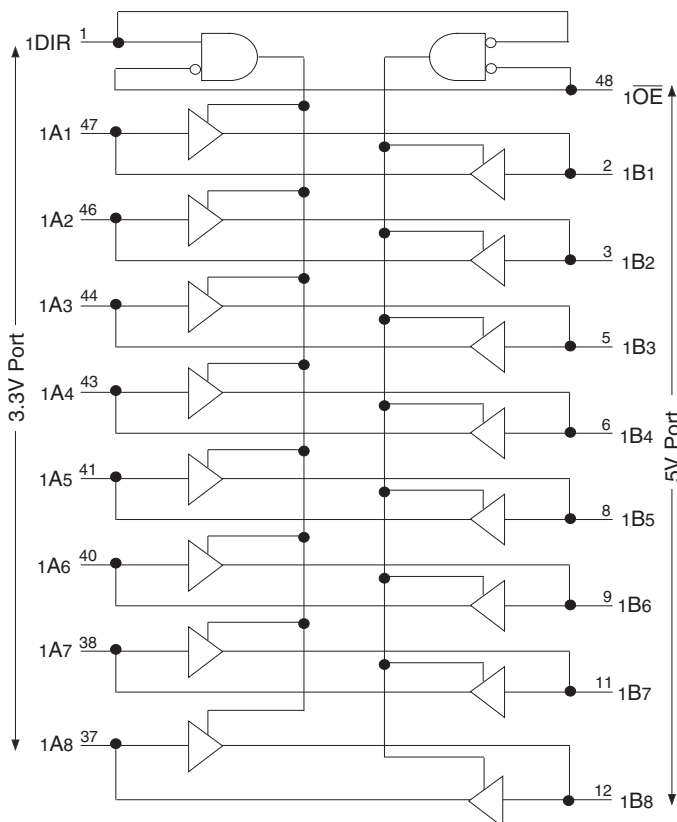 1DIR 1
48 1OE
1A1 47
2 1B1
1A2 46
3 1B2
1A3 44
5 1B3
3.3V Port
1A4 43
6 1B4
5V Port
1A5 41
8 1B5
1A6 40
9 1B6
1A7 38
11 1B7
1A8 37
12 1B8